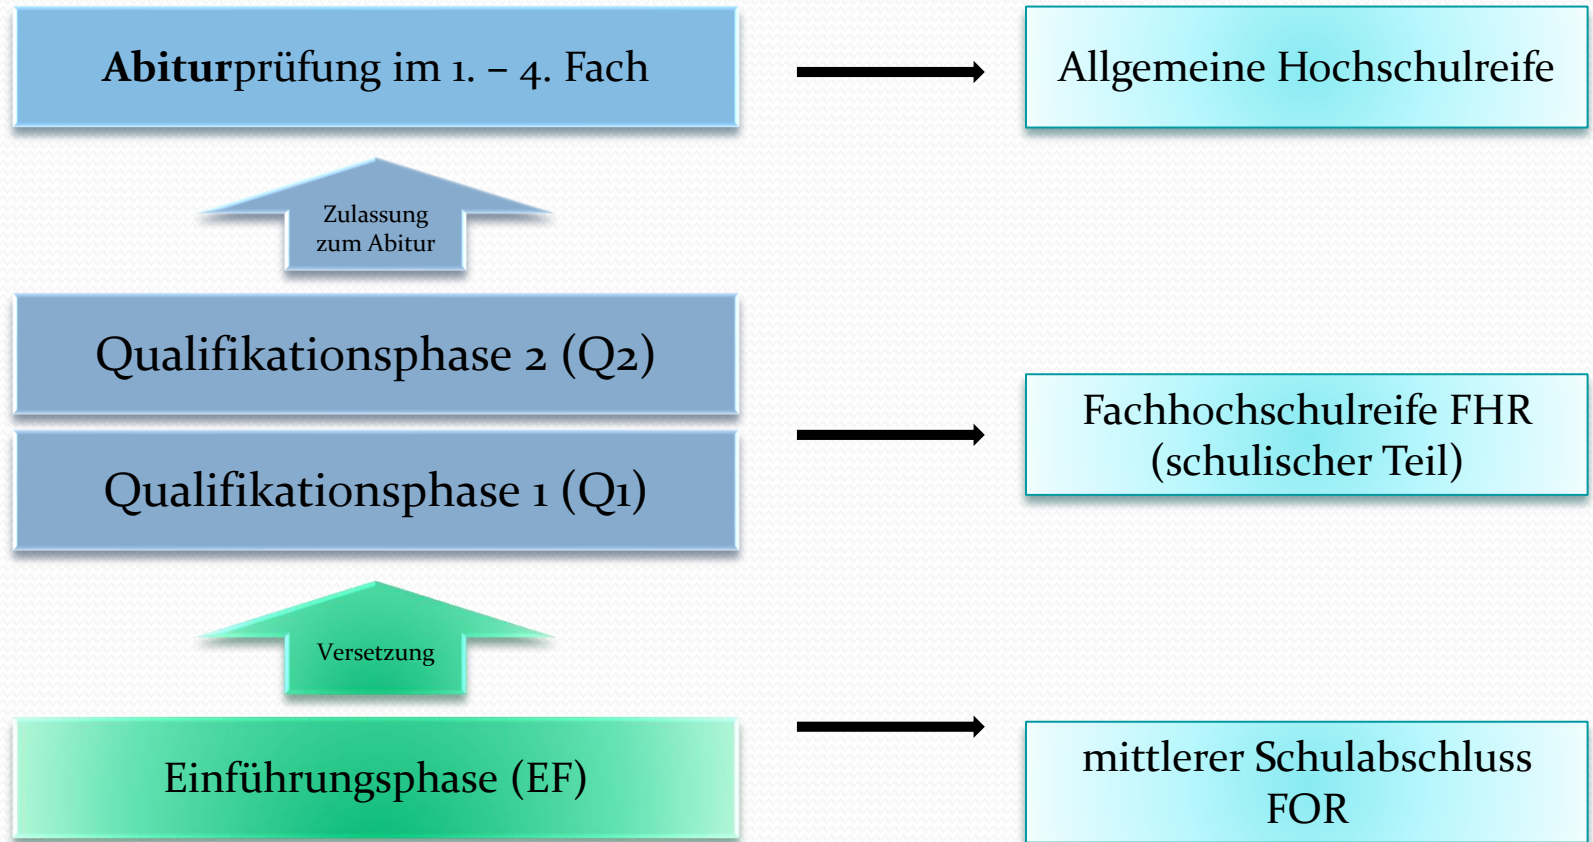 Abiturprüfung im 1. – 4. Fach
Allgemeine Hochschulreife
Zulassung
zum Abitur
Qualifikationsphase 2 (Q2)
Qualifikationsphase 1 (Q1)
Fachhochschulreife FHR
(schulischer Teil)
Versetzung
Einführungsphase (EF)
mittlerer Schulabschluss
FOR